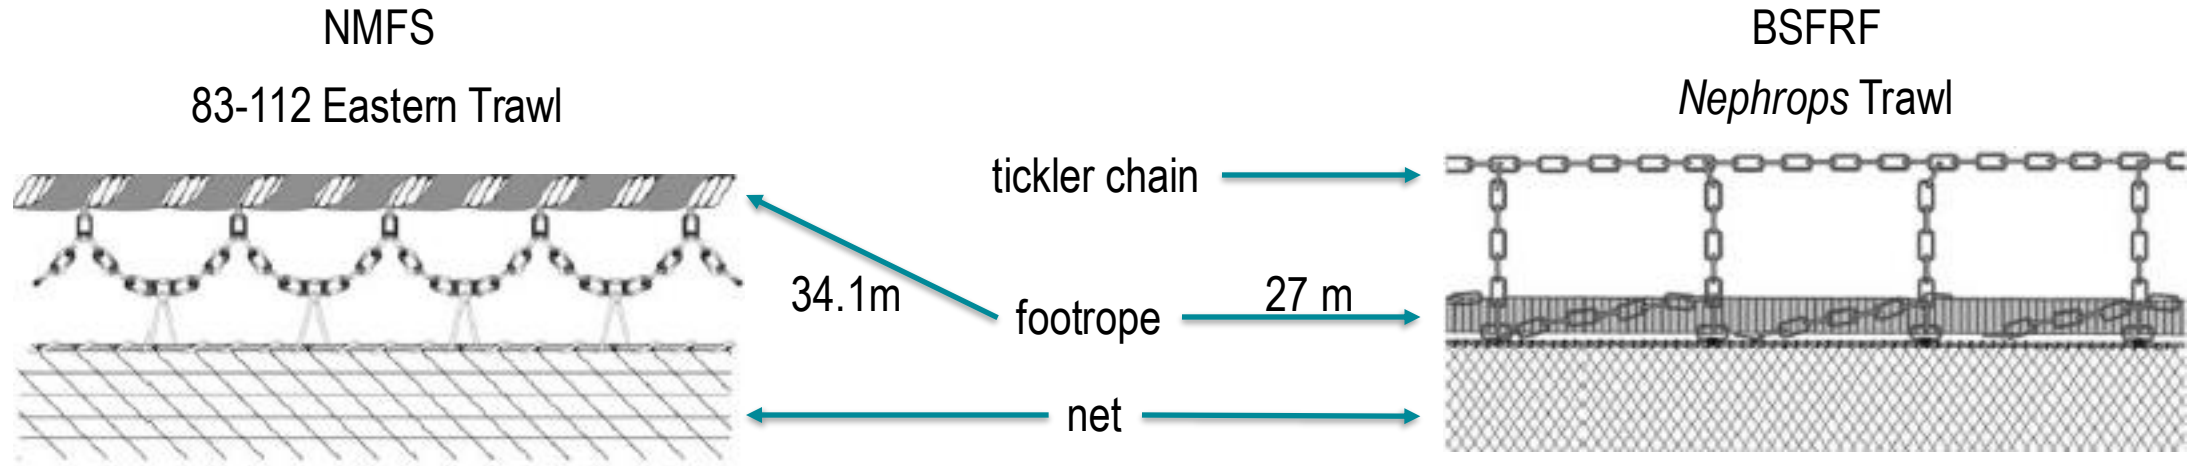 NMFS
83-112 Eastern Trawl
BSFRF
Nephrops Trawl
tickler chain
34.1m
footrope
27 m
net